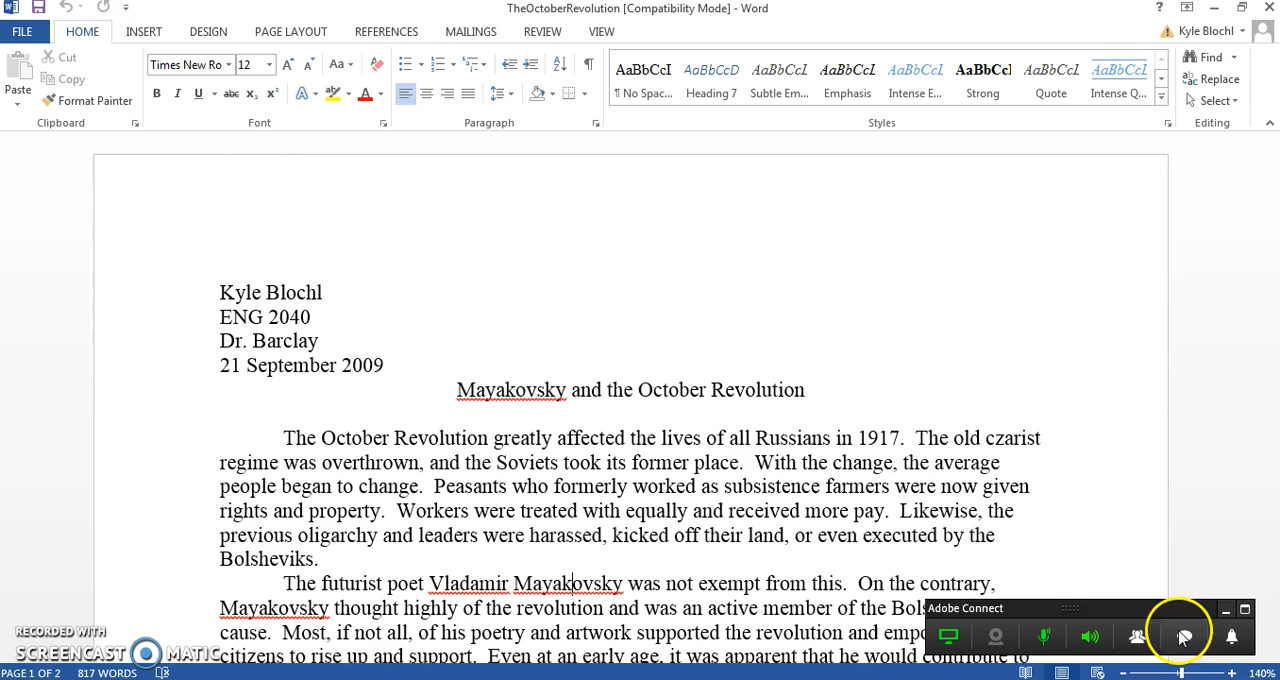 TheOctoberRevolution [Compatibility Mode] - Word
FILE HOME INSERT DESIGN PAGE LAYOUT REFERENCES MAILINGS REVIEW VIEW Kyle Blochl
Paste
Cut
Copy
Format Painter
Times New Ro 12
AaBbCcI AaBbCcD AaBbCcL AaBbCcL AaBbCcL AaBbCcI AaBbCcL AaBbCcL
¶ No Spac... Heading 7 Subtle Em... Emphasis Intense E... Strong Quote Intense Q...
Find
Replace
Select
Clipboard Font Paragraph Styles Editing
Kyle Blochl
ENG 2040
Dr. Barclay
21 September 2009
Mayakovsky and the October Revolution
The October Revolution greatly affected the lives of all Russians in 1917. The old czarist
regime was overthrown, and the Soviets took its former place. With the change, the average
people began to change. Peasants who formerly worked as subsistence farmers were now given
rights and property. Workers were treated with equally and received more pay. Likewise, the
previous oligarchy and leaders were harassed, kicked off their land, or even executed by the
Bolsheviks.
The futurist poet Vladamir Mayakovsky was not exempt from this. On the contrary,
Mayakovsky thought highly of the revolution and was an active member of the Bols
cause. Most, if not all, of his poetry and artwork supported the revolution and empo
citizens to rise up and support. Even at an early age, it was apparent that he would contribute to
Adobe Connect
RECORDED WITH
SCREENCAST MATIC
PAGE 1 OF 2 817 WORDS 140%